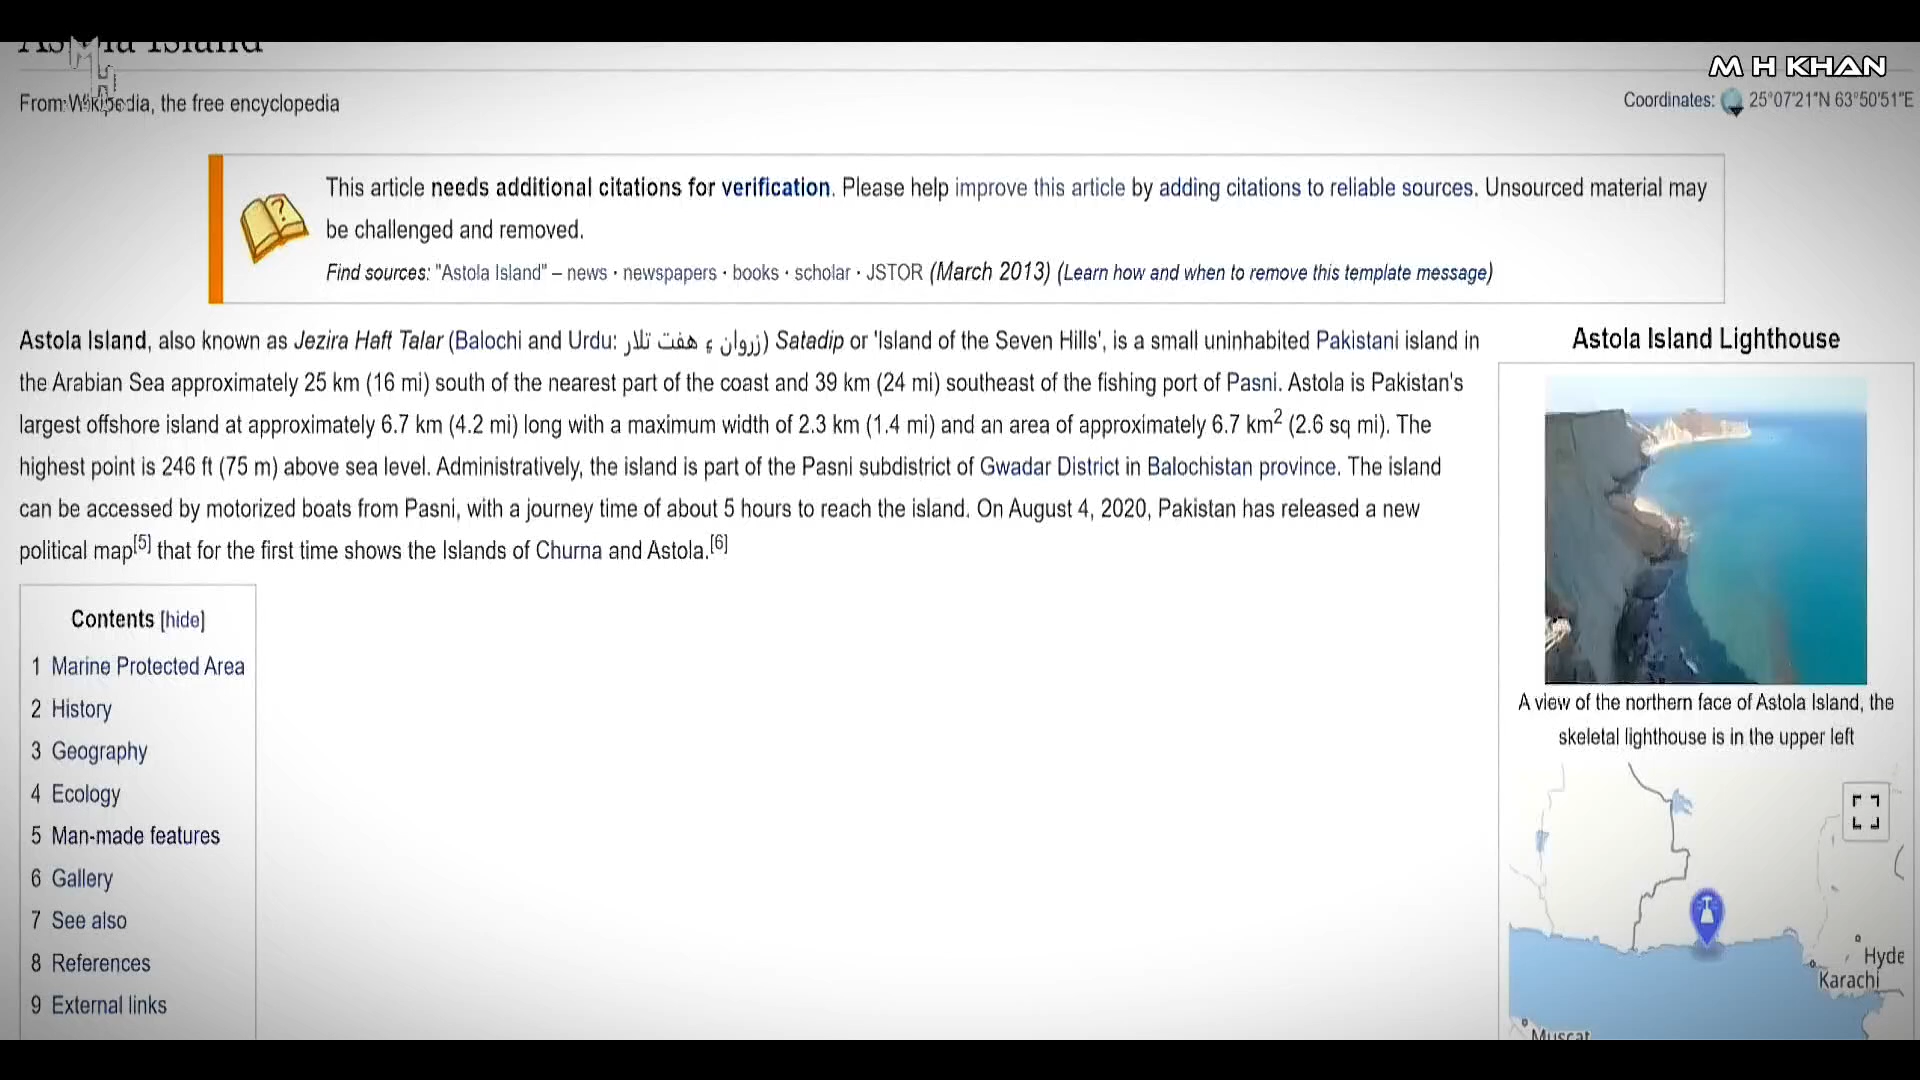 Astola Island
M H KHAN
From Wikipedia, the free encyclopedia
Coordinates: 25°07'21"N 63°50'51"E
This article needs additional citations for verification. Please help improve this article by adding citations to reliable sources. Unsourced material may
be challenged and removed.
Find sources: "Astola Island" – news · newspapers · books · scholar · JSTOR (March 2013) (Learn how and when to remove this template message)
Astola Island, also known as Jezira Haft Talar (Balochi and Urdu: زروان ءِ هفت تلار) Satadip or 'Island of the Seven Hills', is a small uninhabited Pakistani island in
the Arabian Sea approximately 25 km (16 mi) south of the nearest part of the coast and 39 km (24 mi) southeast of the fishing port of Pasni. Astola is Pakistan's
largest offshore island at approximately 6.7 km (4.2 mi) long with a maximum width of 2.3 km (1.4 mi) and an area of approximately 6.7 km² (2.6 sq mi). The
highest point is 246 ft (75 m) above sea level. Administratively, the island is part of the Pasni subdistrict of Gwadar District in Balochistan province. The island
can be accessed by motorized boats from Pasni, with a journey time of about 5 hours to reach the island. On August 4, 2020, Pakistan has released a new
political map[5] that for the first time shows the Islands of Churna and Astola.[6]
Contents [hide]
1 Marine Protected Area
2 History
3 Geography
4 Ecology
5 Man-made features
6 Gallery
7 See also
8 References
9 External links
Astola Island Lighthouse
A view of the northern face of Astola Island, the
skeletal lighthouse is in the upper left
Hyde
Karachi
Muscat